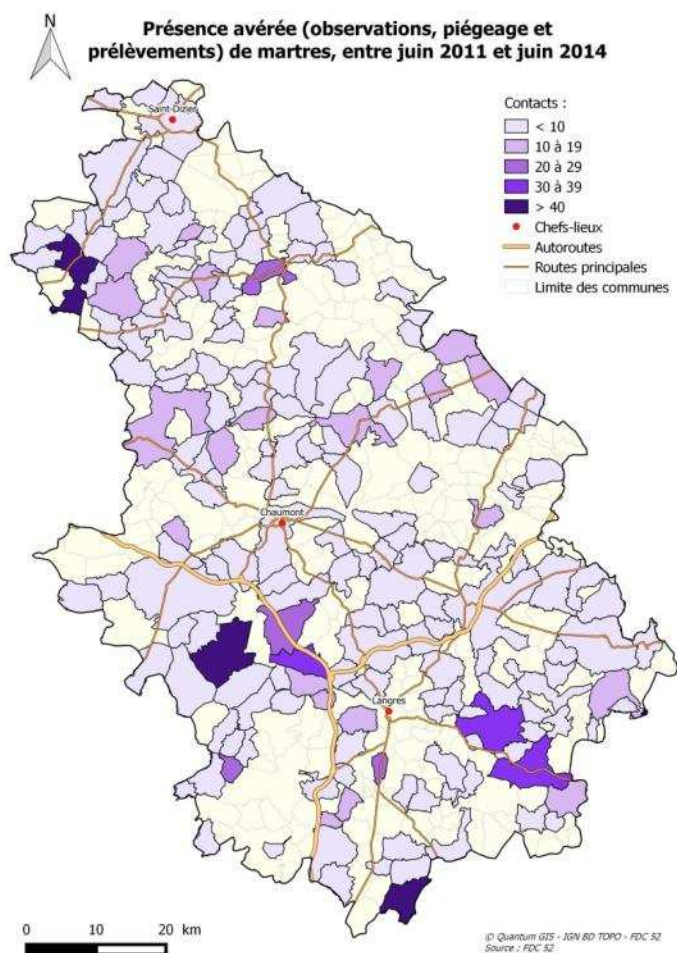 Présence avérée (observations, piégeage et
prélèvements) de martres, entre juin 2011 et juin 2014
N
Saint-Dizier
Contacts :
< 10
10 à 19
20 à 29
30 à 39
> 40
Chefs-lieux
Autoroutes
Routes principales
Limite des communes
Chaumont
Langres
0 10 20 km
© Quantum GIS - IGN BD TOPO - FDC 52
Source : FDC 52